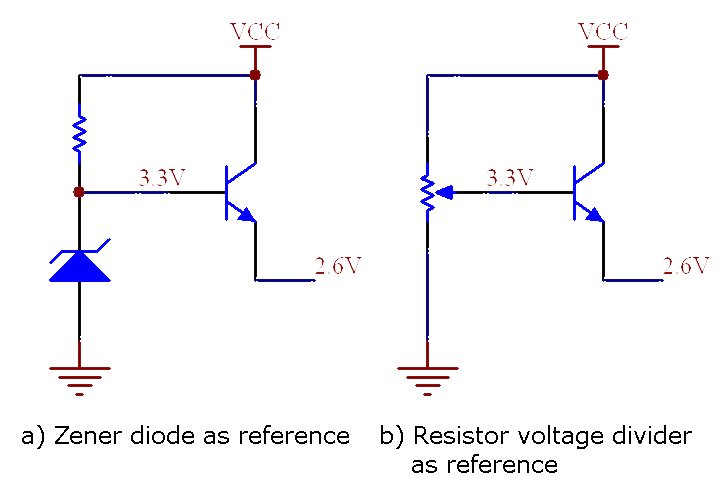 VCC
3.3V
2.6V
VCC
3.3V
2.6V
a) Zener diode as reference
b) Resistor voltage divider
as reference